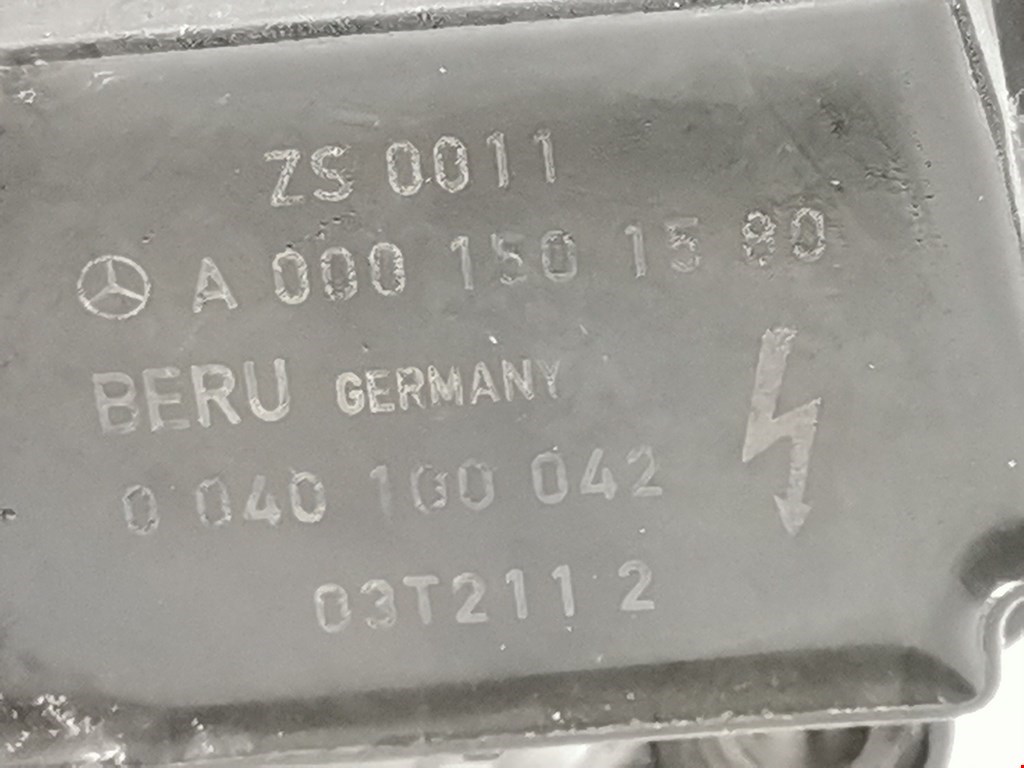 ZS 0011
A 000 150 15 80
BERU GERMANY
0 040 100 042
03T211 2